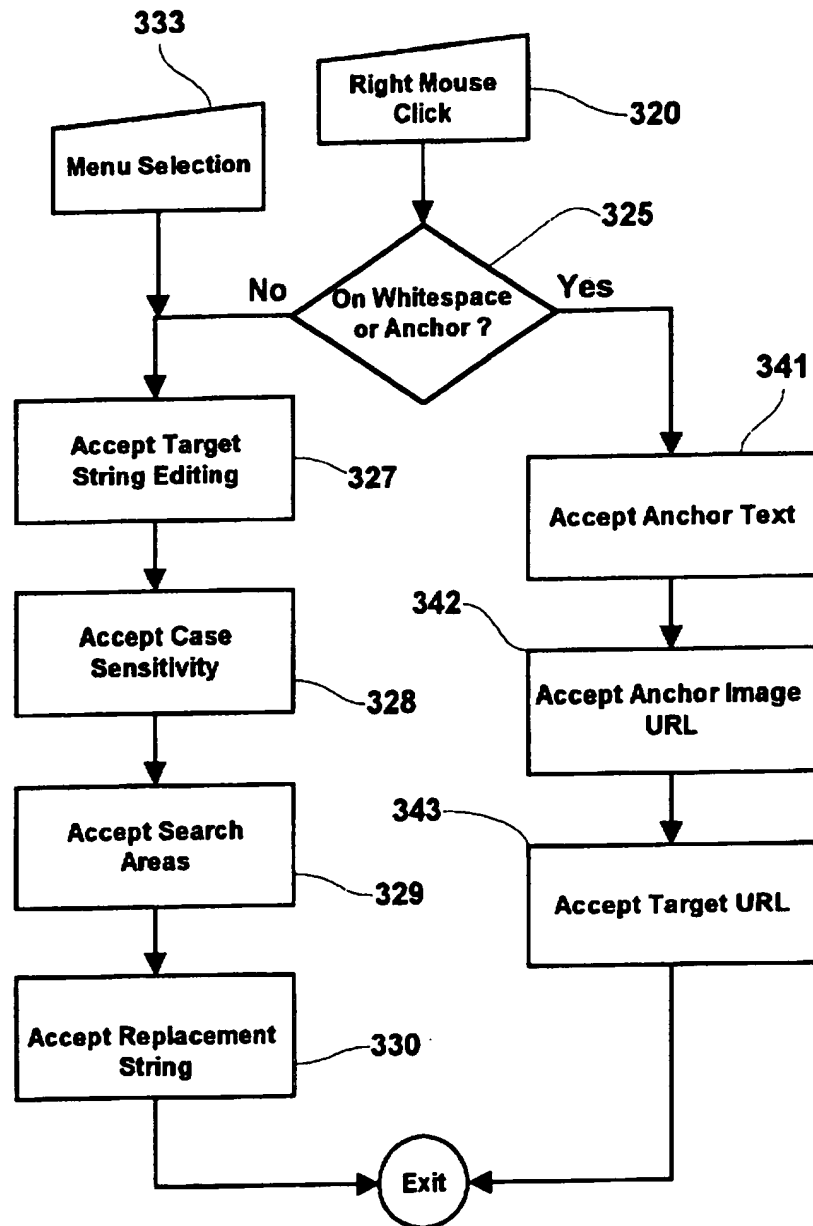 333
Right Mouse
Click
320
Menu Selection
325
No
On Whitespace
or Anchor ?
Yes
341
Accept Target
String Editing
327
Accept Anchor Text
342
Accept Case
Sensitivity
328
Accept Anchor Image
URL
343
Accept Search
Areas
329
Accept Target URL
Accept Replacement
String
330
Exit